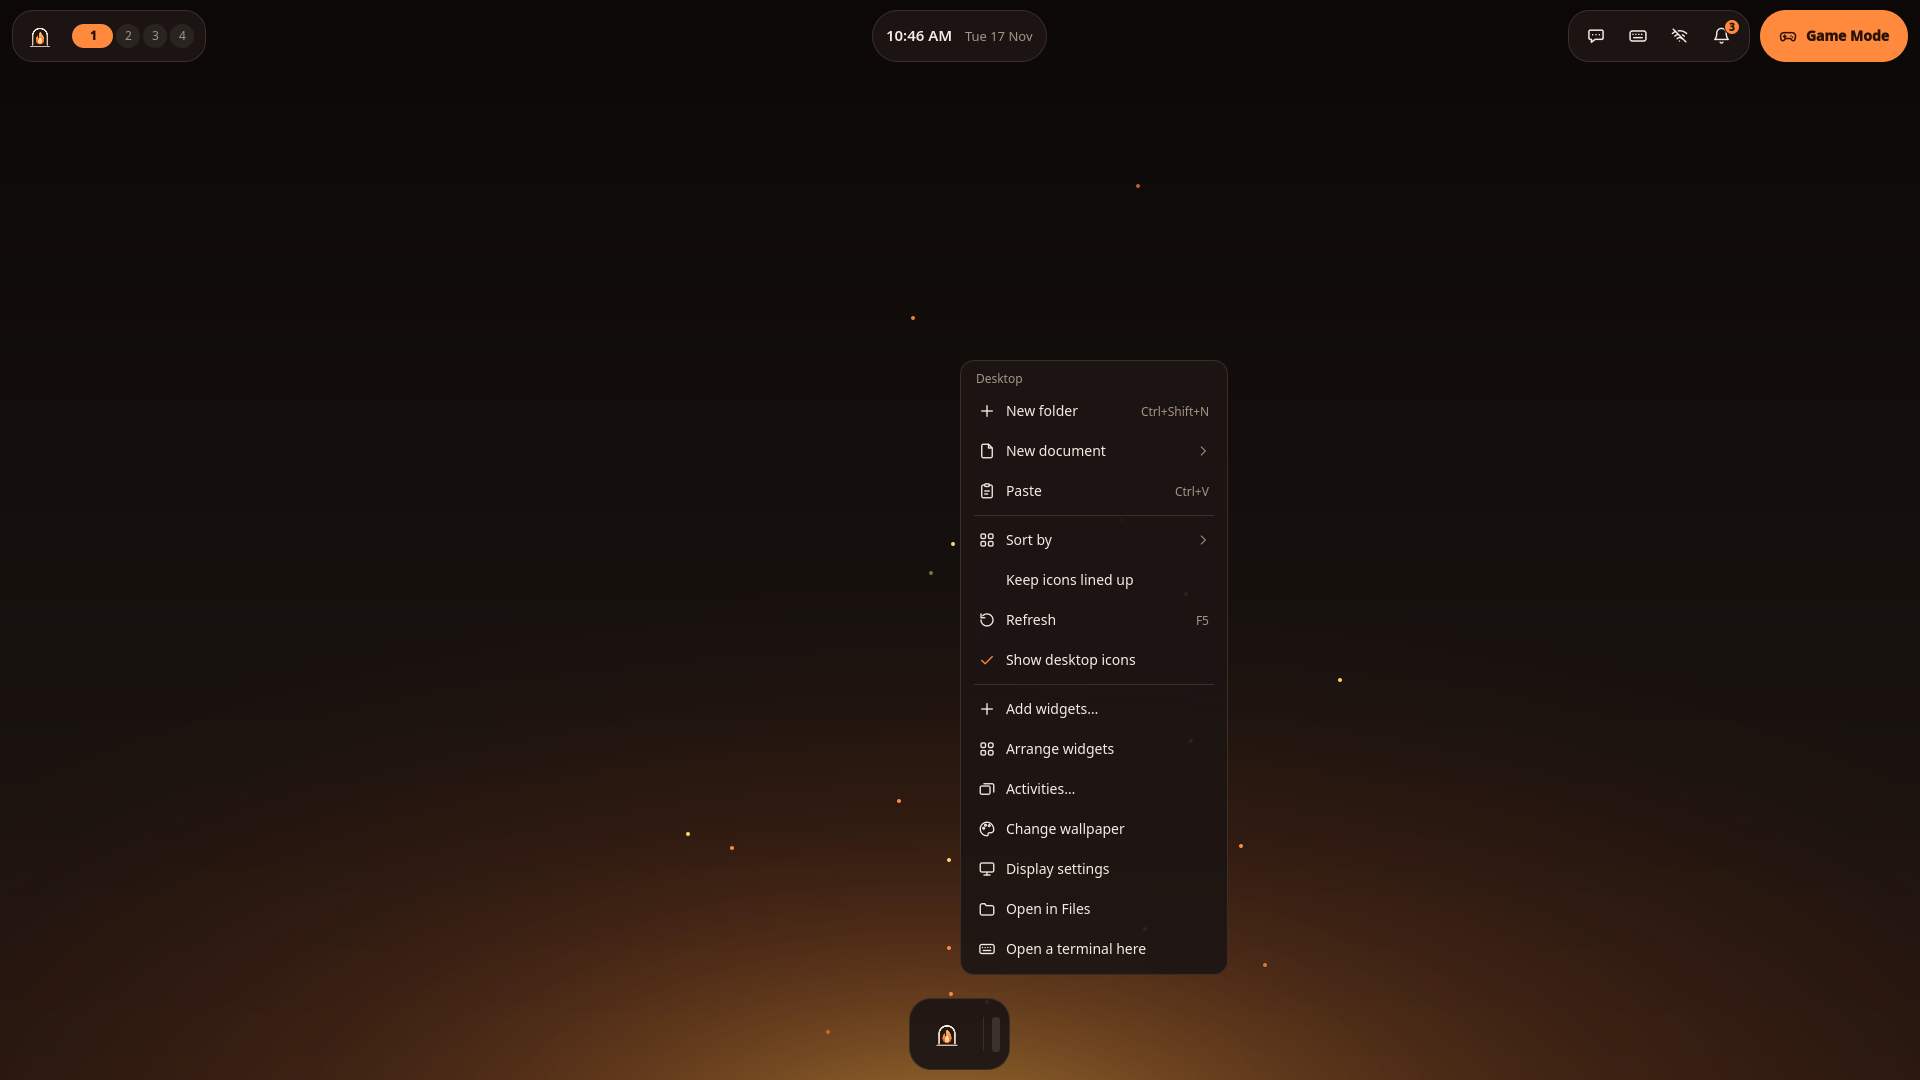 1 2 3 4
10:46 AM Tue 17 Nov
3
Game Mode
Desktop
New folder Ctrl+Shift+N
New document
Paste Ctrl+V
Sort by
Keep icons lined up
Refresh F5
Show desktop icons
Add widgets...
Arrange widgets
Activities...
Change wallpaper
Display settings
Open in Files
Open a terminal here